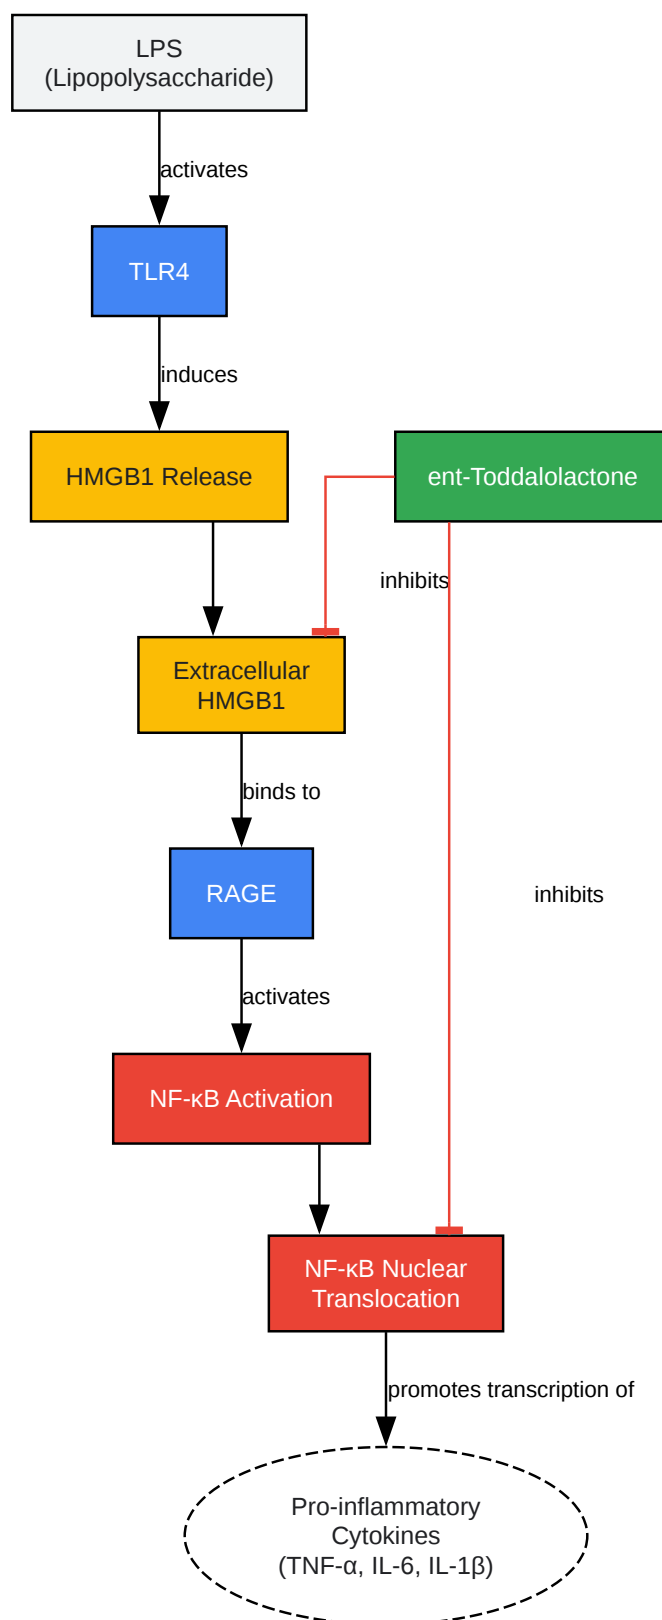 LPS
(Lipopolysaccharide)
activates
TLR4
induces
HMGB1 Release
ent-Toddalolactone
inhibits
Extracellular
HMGB1
binds to
RAGE
inhibits
activates
NF-κB Activation
NF-κB Nuclear
Translocation
promotes transcription of
Pro-inflammatory
Cytokines
(TNF-α, IL-6, IL-1β)